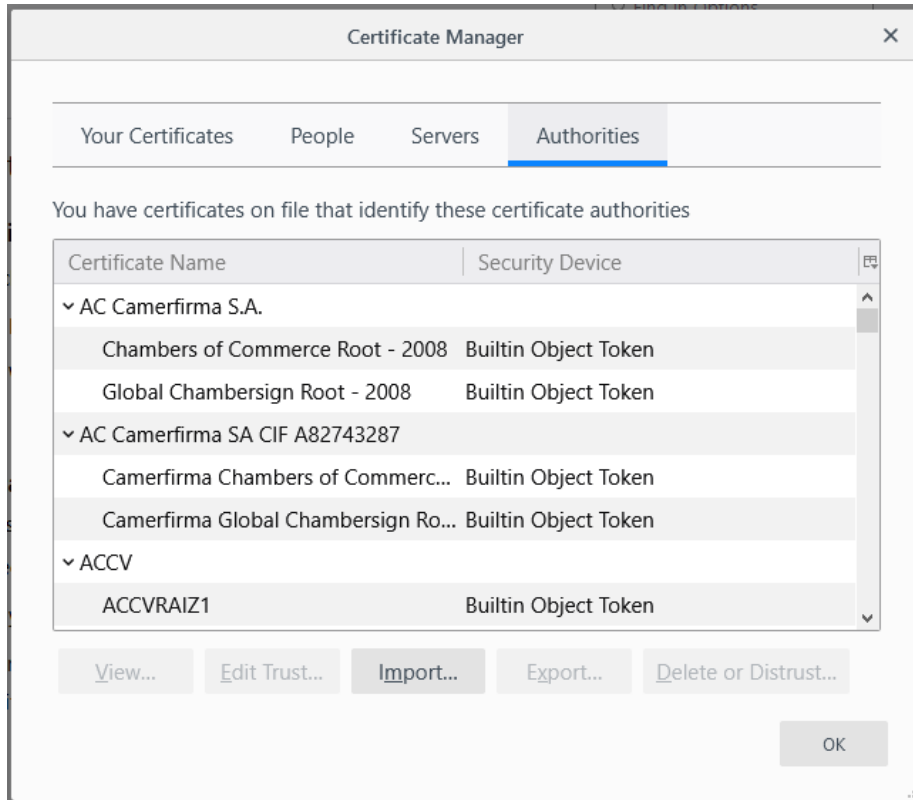 Find in Options
Certificate Manager
Your Certificates People Servers Authorities
You have certificates on file that identify these certificate authorities
Certificate Name Security Device
AC Camerfirma S.A.
Chambers of Commerce Root - 2008 Builtin Object Token
Global Chambersign Root - 2008 Builtin Object Token
AC Camerfirma SA CIF A82743287
Camerfirma Chambers of Commerc... Builtin Object Token
Camerfirma Global Chambersign Ro... Builtin Object Token
ACCV
ACCVRAIZ1 Builtin Object Token
View... Edit Trust... Import... Export... Delete or Distrust...
OK